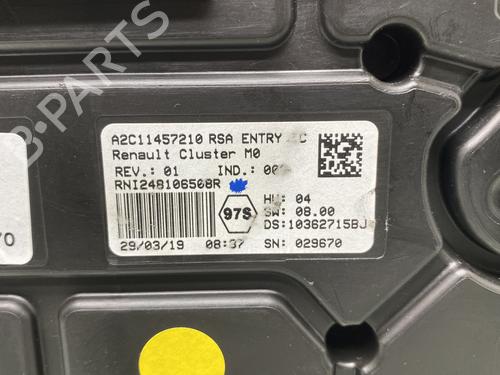 A2C11457210 RSA ENTRY
Renault Cluster M0
REV.: 01 IND.:
RNI248106508R
97S
HW: 04
SW: 08.00
DS:10362715BJ
29/03/19 08:37 SN: 029670
70
B-PARTS